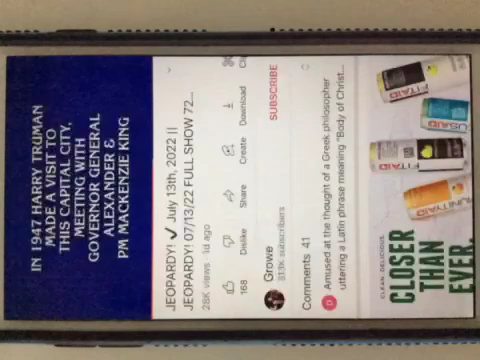 IN 1947 HARRY TRUMAN
MADE A VISIT TO
THIS CAPITAL CITY,
MEETING WITH
GOVERNOR GENERAL
ALEXANDER &
PM MACKENZIE KING
JEOPARDY! ✔ July 13th, 2022 ||
JEOPARDY! 07/13/22 FULL SHOW 72...
28K views 1d ago
168
Dislike
Share
Create
Download
Growe
subscribers
SUBSCRIBE
Comments 41
Amused at the thought of a Greek philosopher
uttering a Latin phrase meaning "Body of Christ...
CLEAN. DELICIOUS.
CLOSER
THAN
EVER.
FITAID
FITAID